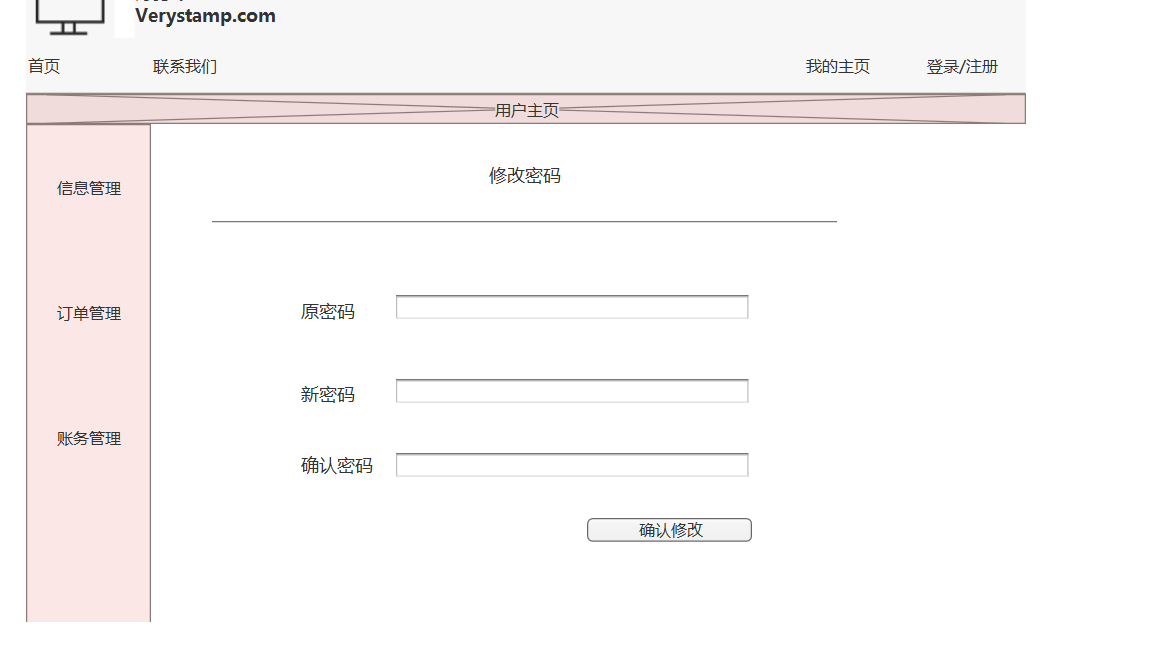 Verystamp.com
首页 联系我们 我的主页 登录/注册
用户主页
修改密码
信息管理
订单管理
账务管理
原密码
新密码
确认密码
确认修改